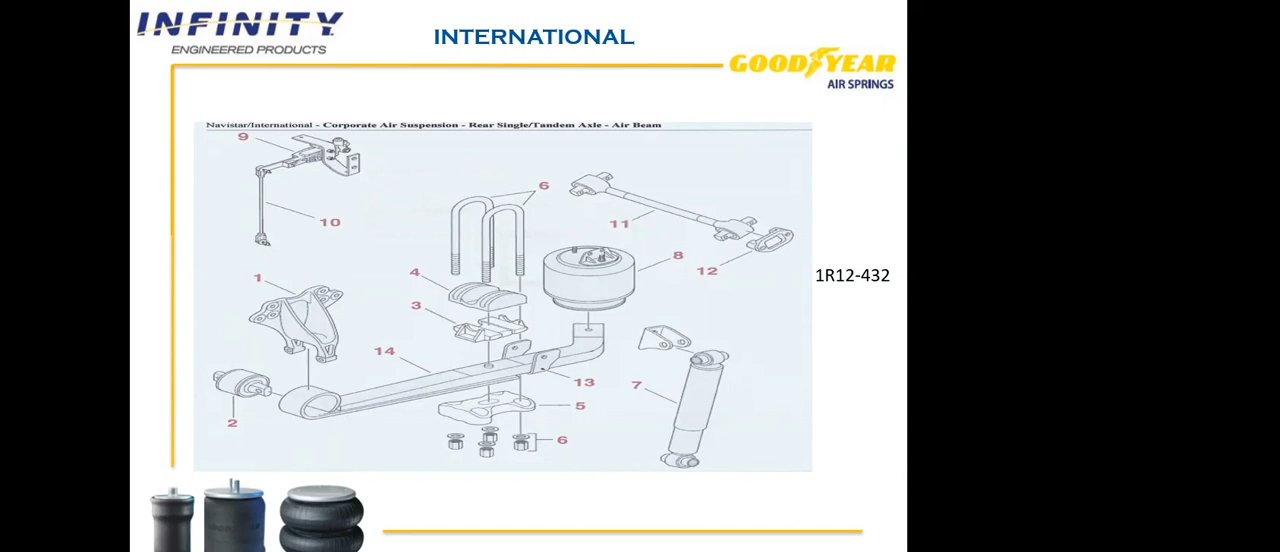 INFINITY
ENGINEERED PRODUCTS
INTERNATIONAL
GOODYEAR
AIR SPRINGS
Navistar/International - Corporate Air Suspension - Rear Single/Tandem Axle - Air Beam
9
6
10
11
8
12
4
1
1R12-432
3
14
13
7
5
2
6